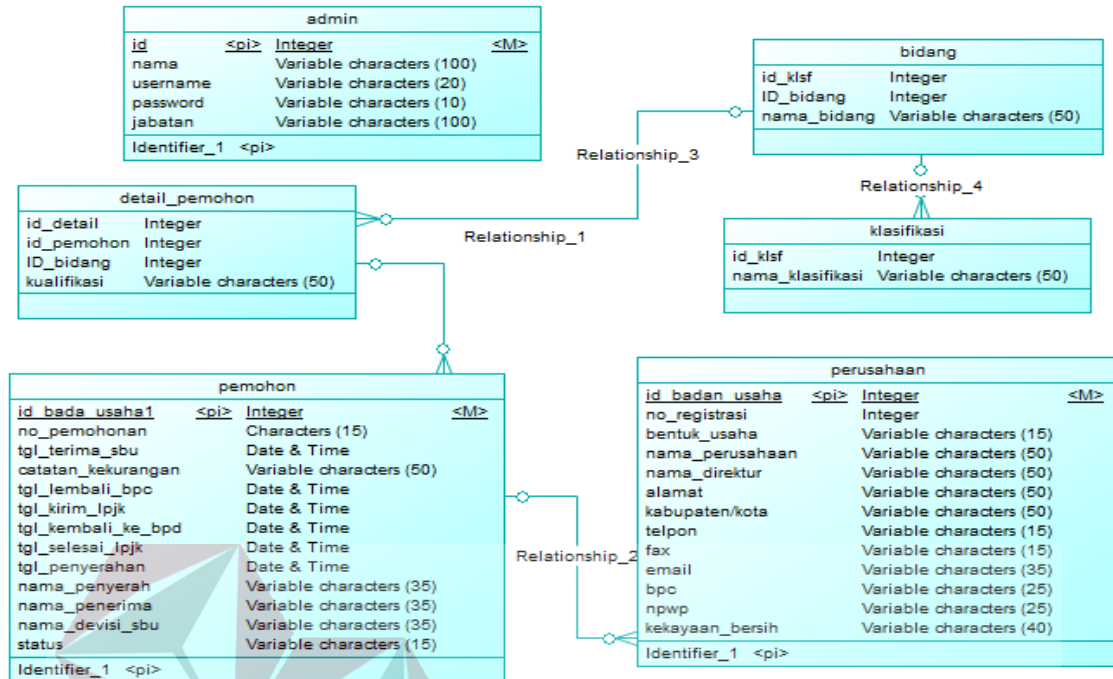 admin
id <pi> Integer <M>
nama Variable characters (100)
username Variable characters (20)
password Variable characters (10)
jabatan Variable characters (100)
Identifier_1 <pi>
bidang
id_klsf Integer
ID_bidang Integer
nama_bidang Variable characters (50)
Relationship_3
Relationship_4
detail_pemohon
id_detail Integer
id_pemohon Integer
ID_bidang Integer
kualifikasi Variable characters (50)
Relationship_1
klasifikasi
id_klsf Integer
nama_klasifikasi Variable characters (50)
pemohon
id_bada_usaha1 <pi> Integer <M>
no_pemohonan Characters (15)
tgl_terima_sbu Date & Time
catatan_kekurangan Variable characters (50)
tgl_lembali_bpc Date & Time
tgl_kirim_lpjk Date & Time
tgl_kembali_ke_bpd Date & Time
tgl_selesai_lpjk Date & Time
tgl_penyerahan Date & Time
nama_penyerah Variable characters (35)
nama_penerima Variable characters (35)
nama_devisi_sbu Variable characters (35)
status Variable characters (15)
Identifier_1 <pi>
Relationship_2
perusahaan
id_badan_usaha <pi> Integer <M>
no_registrasi Integer
bentuk_usaha Variable characters (15)
nama_perusahaan Variable characters (50)
nama_direktur Variable characters (50)
alamat Variable characters (50)
kabupaten/kota Variable characters (50)
telpon Variable characters (15)
fax Variable characters (15)
email Variable characters (35)
bpc Variable characters (25)
npwp Variable characters (25)
kekayaan_bersih Variable characters (40)
Identifier_1 <pi>